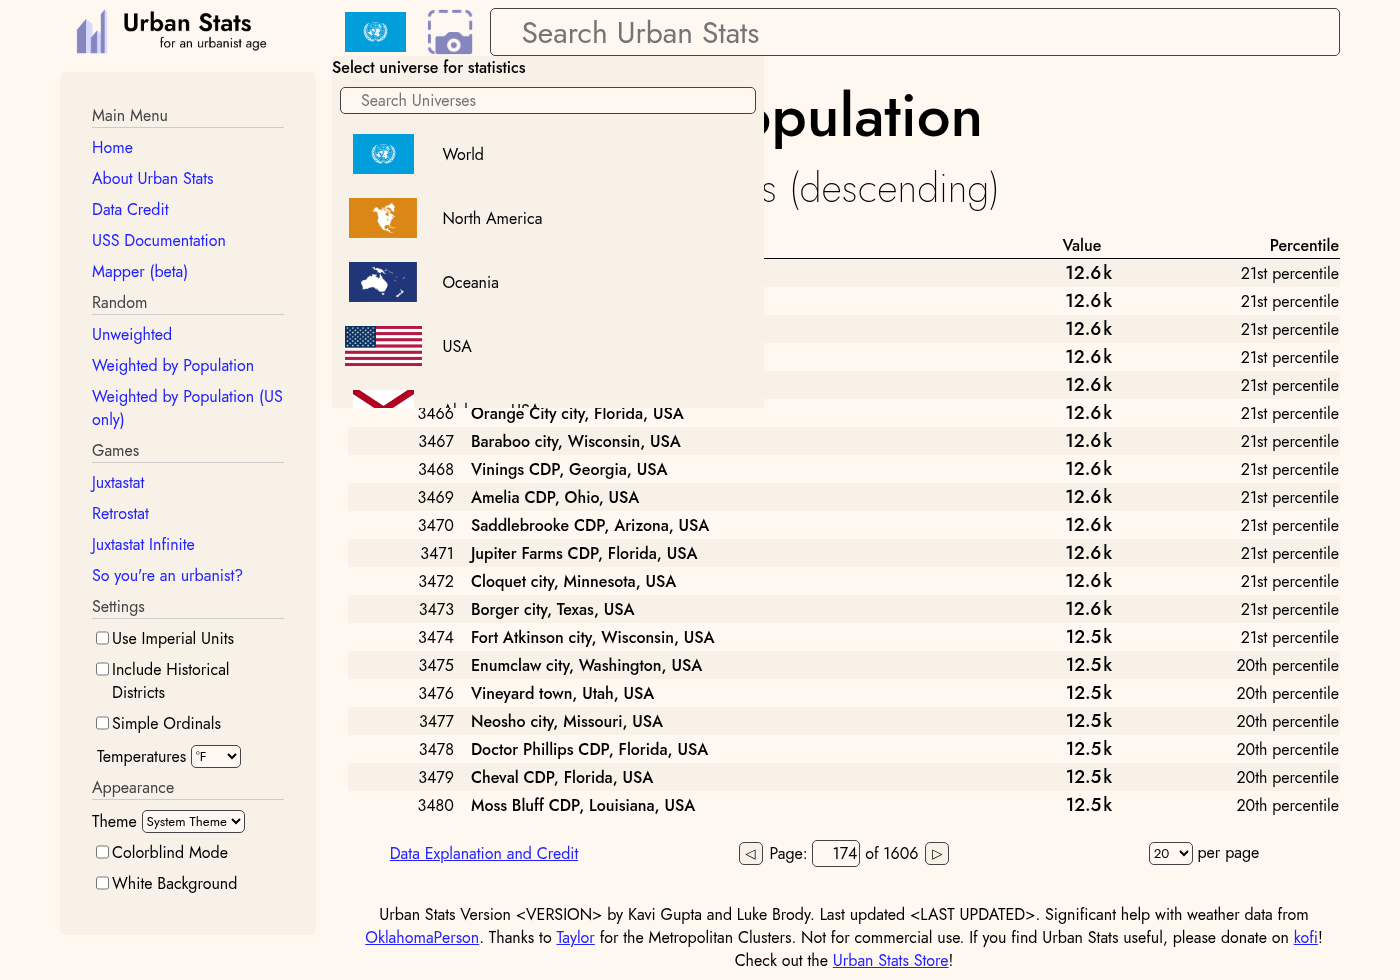 Urban Stats
for an urbanist age
Search Urban Stats
Select universe for statistics
Search Universes
World
North America
Oceania
USA
Main Menu
Home
About Urban Stats
Data Credit
USS Documentation
Mapper (beta)
Random
Unweighted
Weighted by Population
Weighted by Population (US
only)
Games
Juxtastat
Retrostat
Juxtastat Infinite
So you're an urbanist?
Settings
Use Imperial Units
Include Historical
Districts
Simple Ordinals
Temperatures °F
Appearance
Theme System Theme
Colorblind Mode
White Background
opulation
s (descending)
Value Percentile
12.6k 21st percentile
12.6k 21st percentile
12.6k 21st percentile
12.6k 21st percentile
12.6k 21st percentile
3466 Orange City city, Florida, USA 12.6k 21st percentile
3467 Baraboo city, Wisconsin, USA 12.6k 21st percentile
3468 Vinings CDP, Georgia, USA 12.6k 21st percentile
3469 Amelia CDP, Ohio, USA 12.6k 21st percentile
3470 Saddlebrooke CDP, Arizona, USA 12.6k 21st percentile
3471 Jupiter Farms CDP, Florida, USA 12.6k 21st percentile
3472 Cloquet city, Minnesota, USA 12.6k 21st percentile
3473 Borger city, Texas, USA 12.6k 21st percentile
3474 Fort Atkinson city, Wisconsin, USA 12.5k 21st percentile
3475 Enumclaw city, Washington, USA 12.5k 20th percentile
3476 Vineyard town, Utah, USA 12.5k 20th percentile
3477 Neosho city, Missouri, USA 12.5k 20th percentile
3478 Doctor Phillips CDP, Florida, USA 12.5k 20th percentile
3479 Cheval CDP, Florida, USA 12.5k 20th percentile
3480 Moss Bluff CDP, Louisiana, USA 12.5k 20th percentile
Data Explanation and Credit Page: 174 of 1606 20 per page
Urban Stats Version <VERSION> by Kavi Gupta and Luke Brody. Last updated <LAST UPDATED>. Significant help with weather data from
OklahomaPerson. Thanks to Taylor for the Metropolitan Clusters. Not for commercial use. If you find Urban Stats useful, please donate on kofi!
Check out the Urban Stats Store!